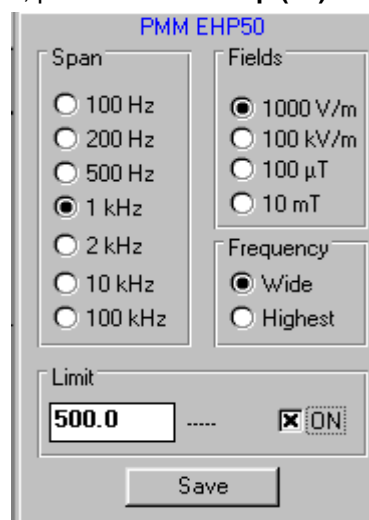 PMM EHP50
Span
100 Hz
200 Hz
500 Hz
1 kHz
2 kHz
10 kHz
100 kHz
Fields
1000 V/m
100 kV/m
100 µT
10 mT
Frequency
Wide
Highest
Limit
500.0 ----- ON
Save